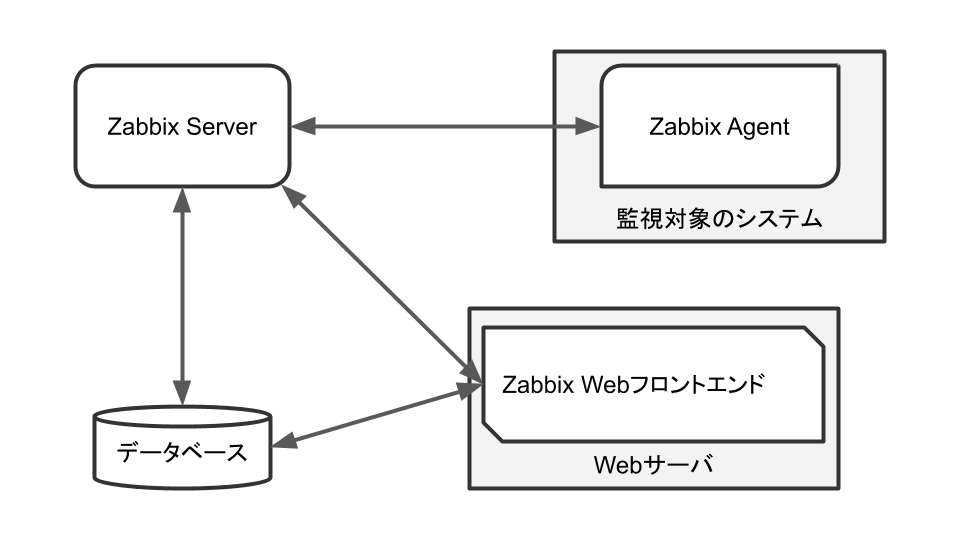 Zabbix Server
Zabbix Agent
監視対象のシステム
Zabbix Webフロントエンド
データベース
Webサーバ